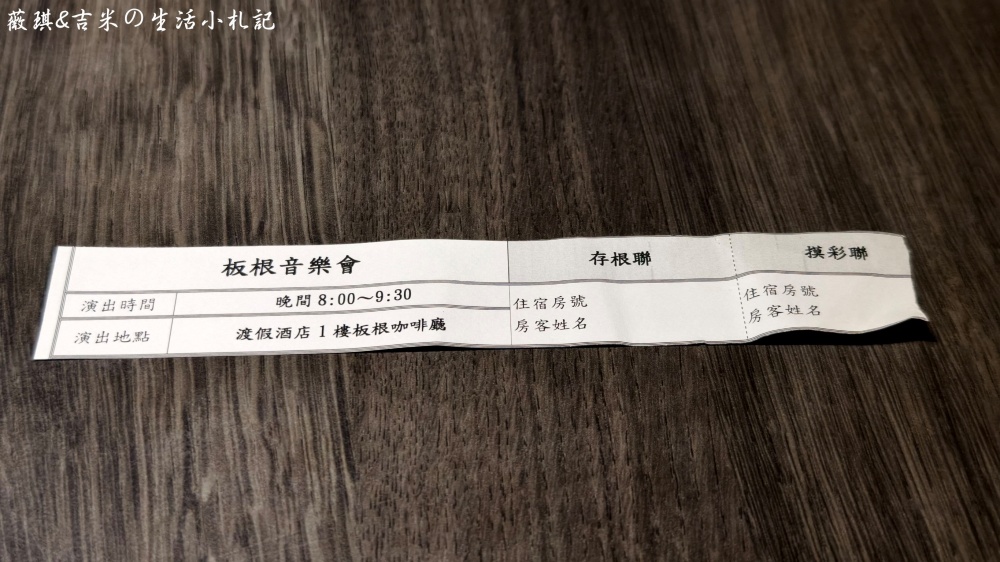 薇琪&吉米の生活小札記
板根音樂會
演出時間
晚間 8:00～9:30
演出地點
渡假酒店 1 樓板根咖啡廳
存根聯
住宿房號
房客姓名
摸彩聯
住宿房號
房客姓名